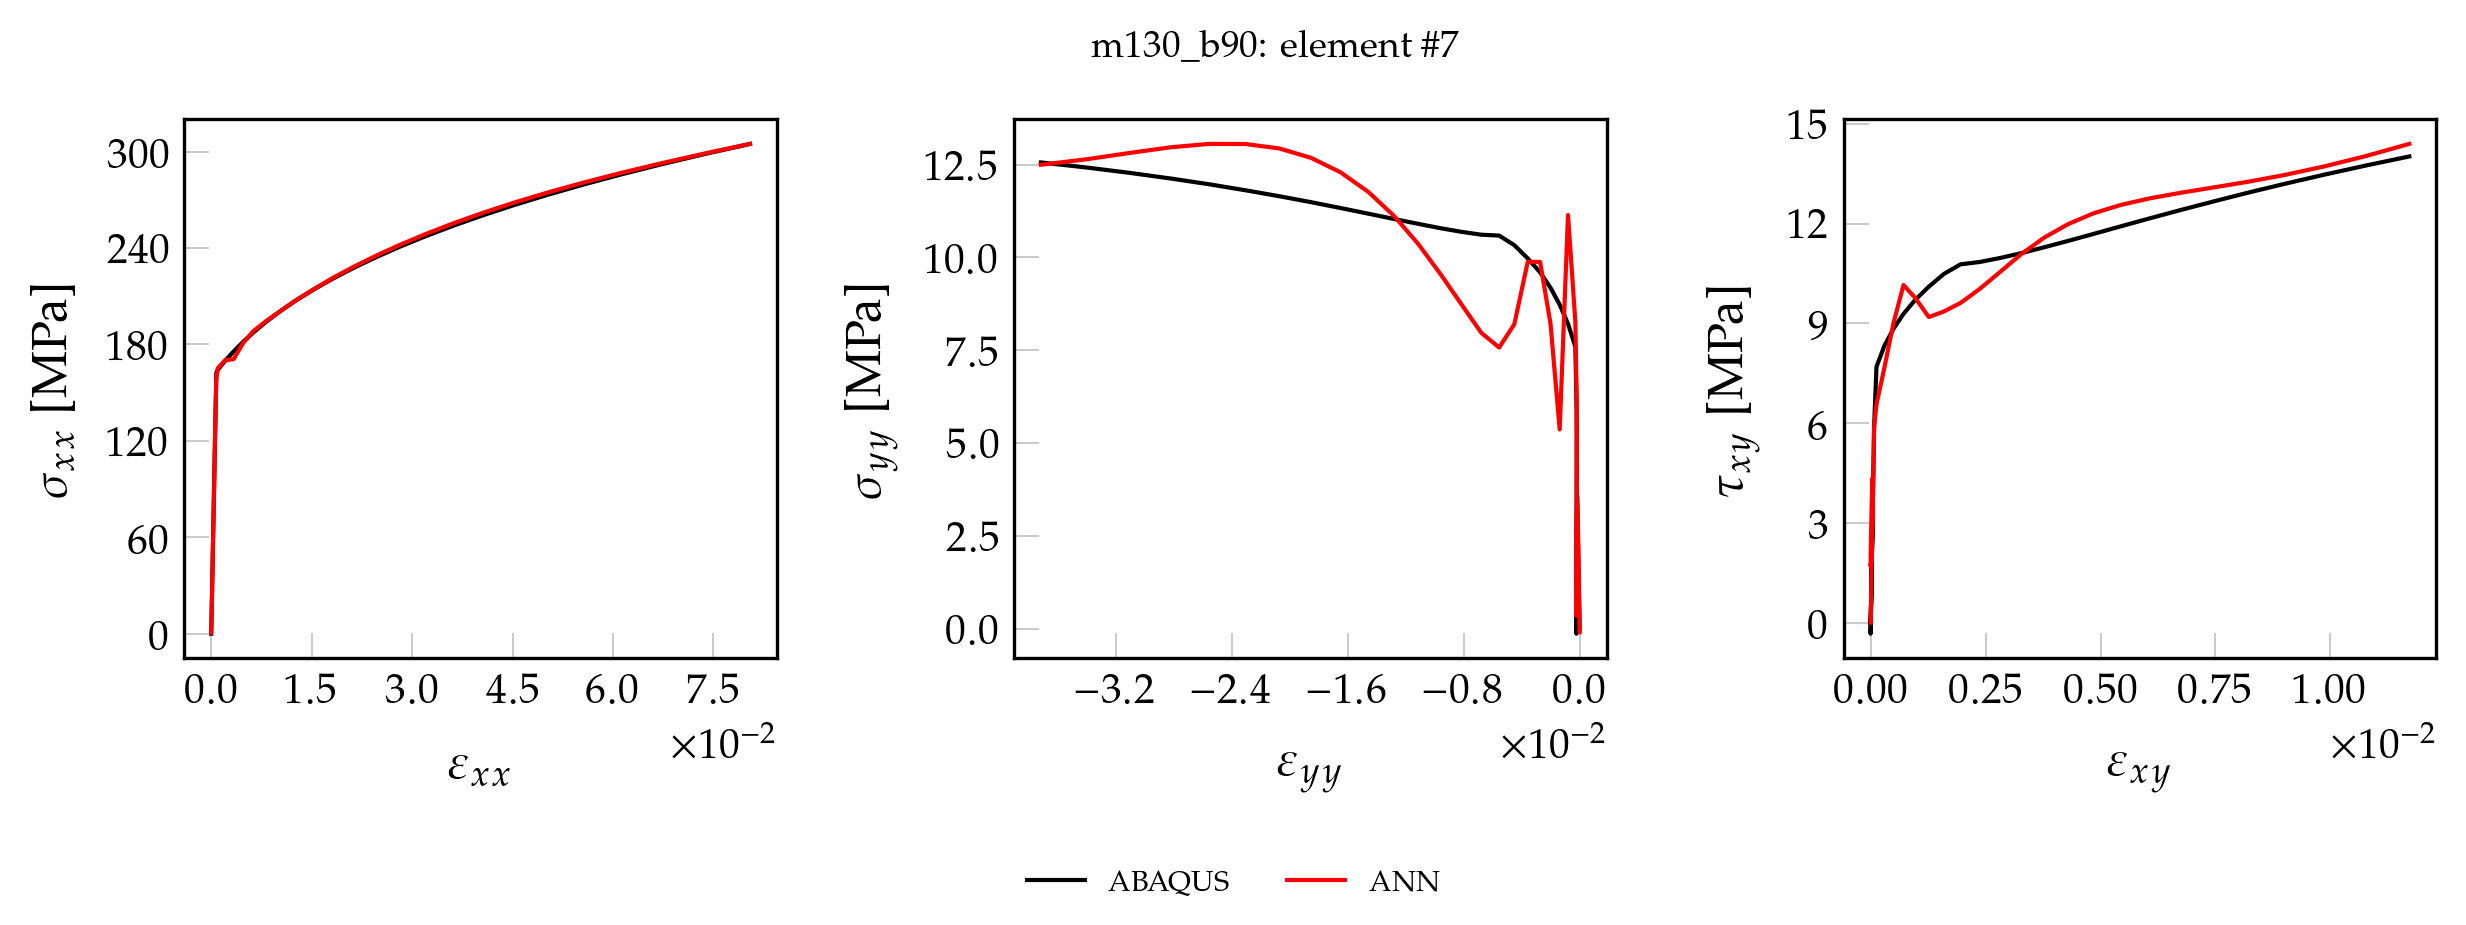 m130_b90: element #7
σxx [MPa]
300
240
180
120
60
0
0.0 1.5 3.0 4.5 6.0 7.5
×10−2
εxx
σyy [MPa]
12.5
10.0
7.5
5.0
2.5
0.0
−3.2 −2.4 −1.6 −0.8 0.0
×10−2
εyy
τxy [MPa]
15
12
9
6
3
0
0.00 0.25 0.50 0.75 1.00
×10−2
εxy
ABAQUS ANN